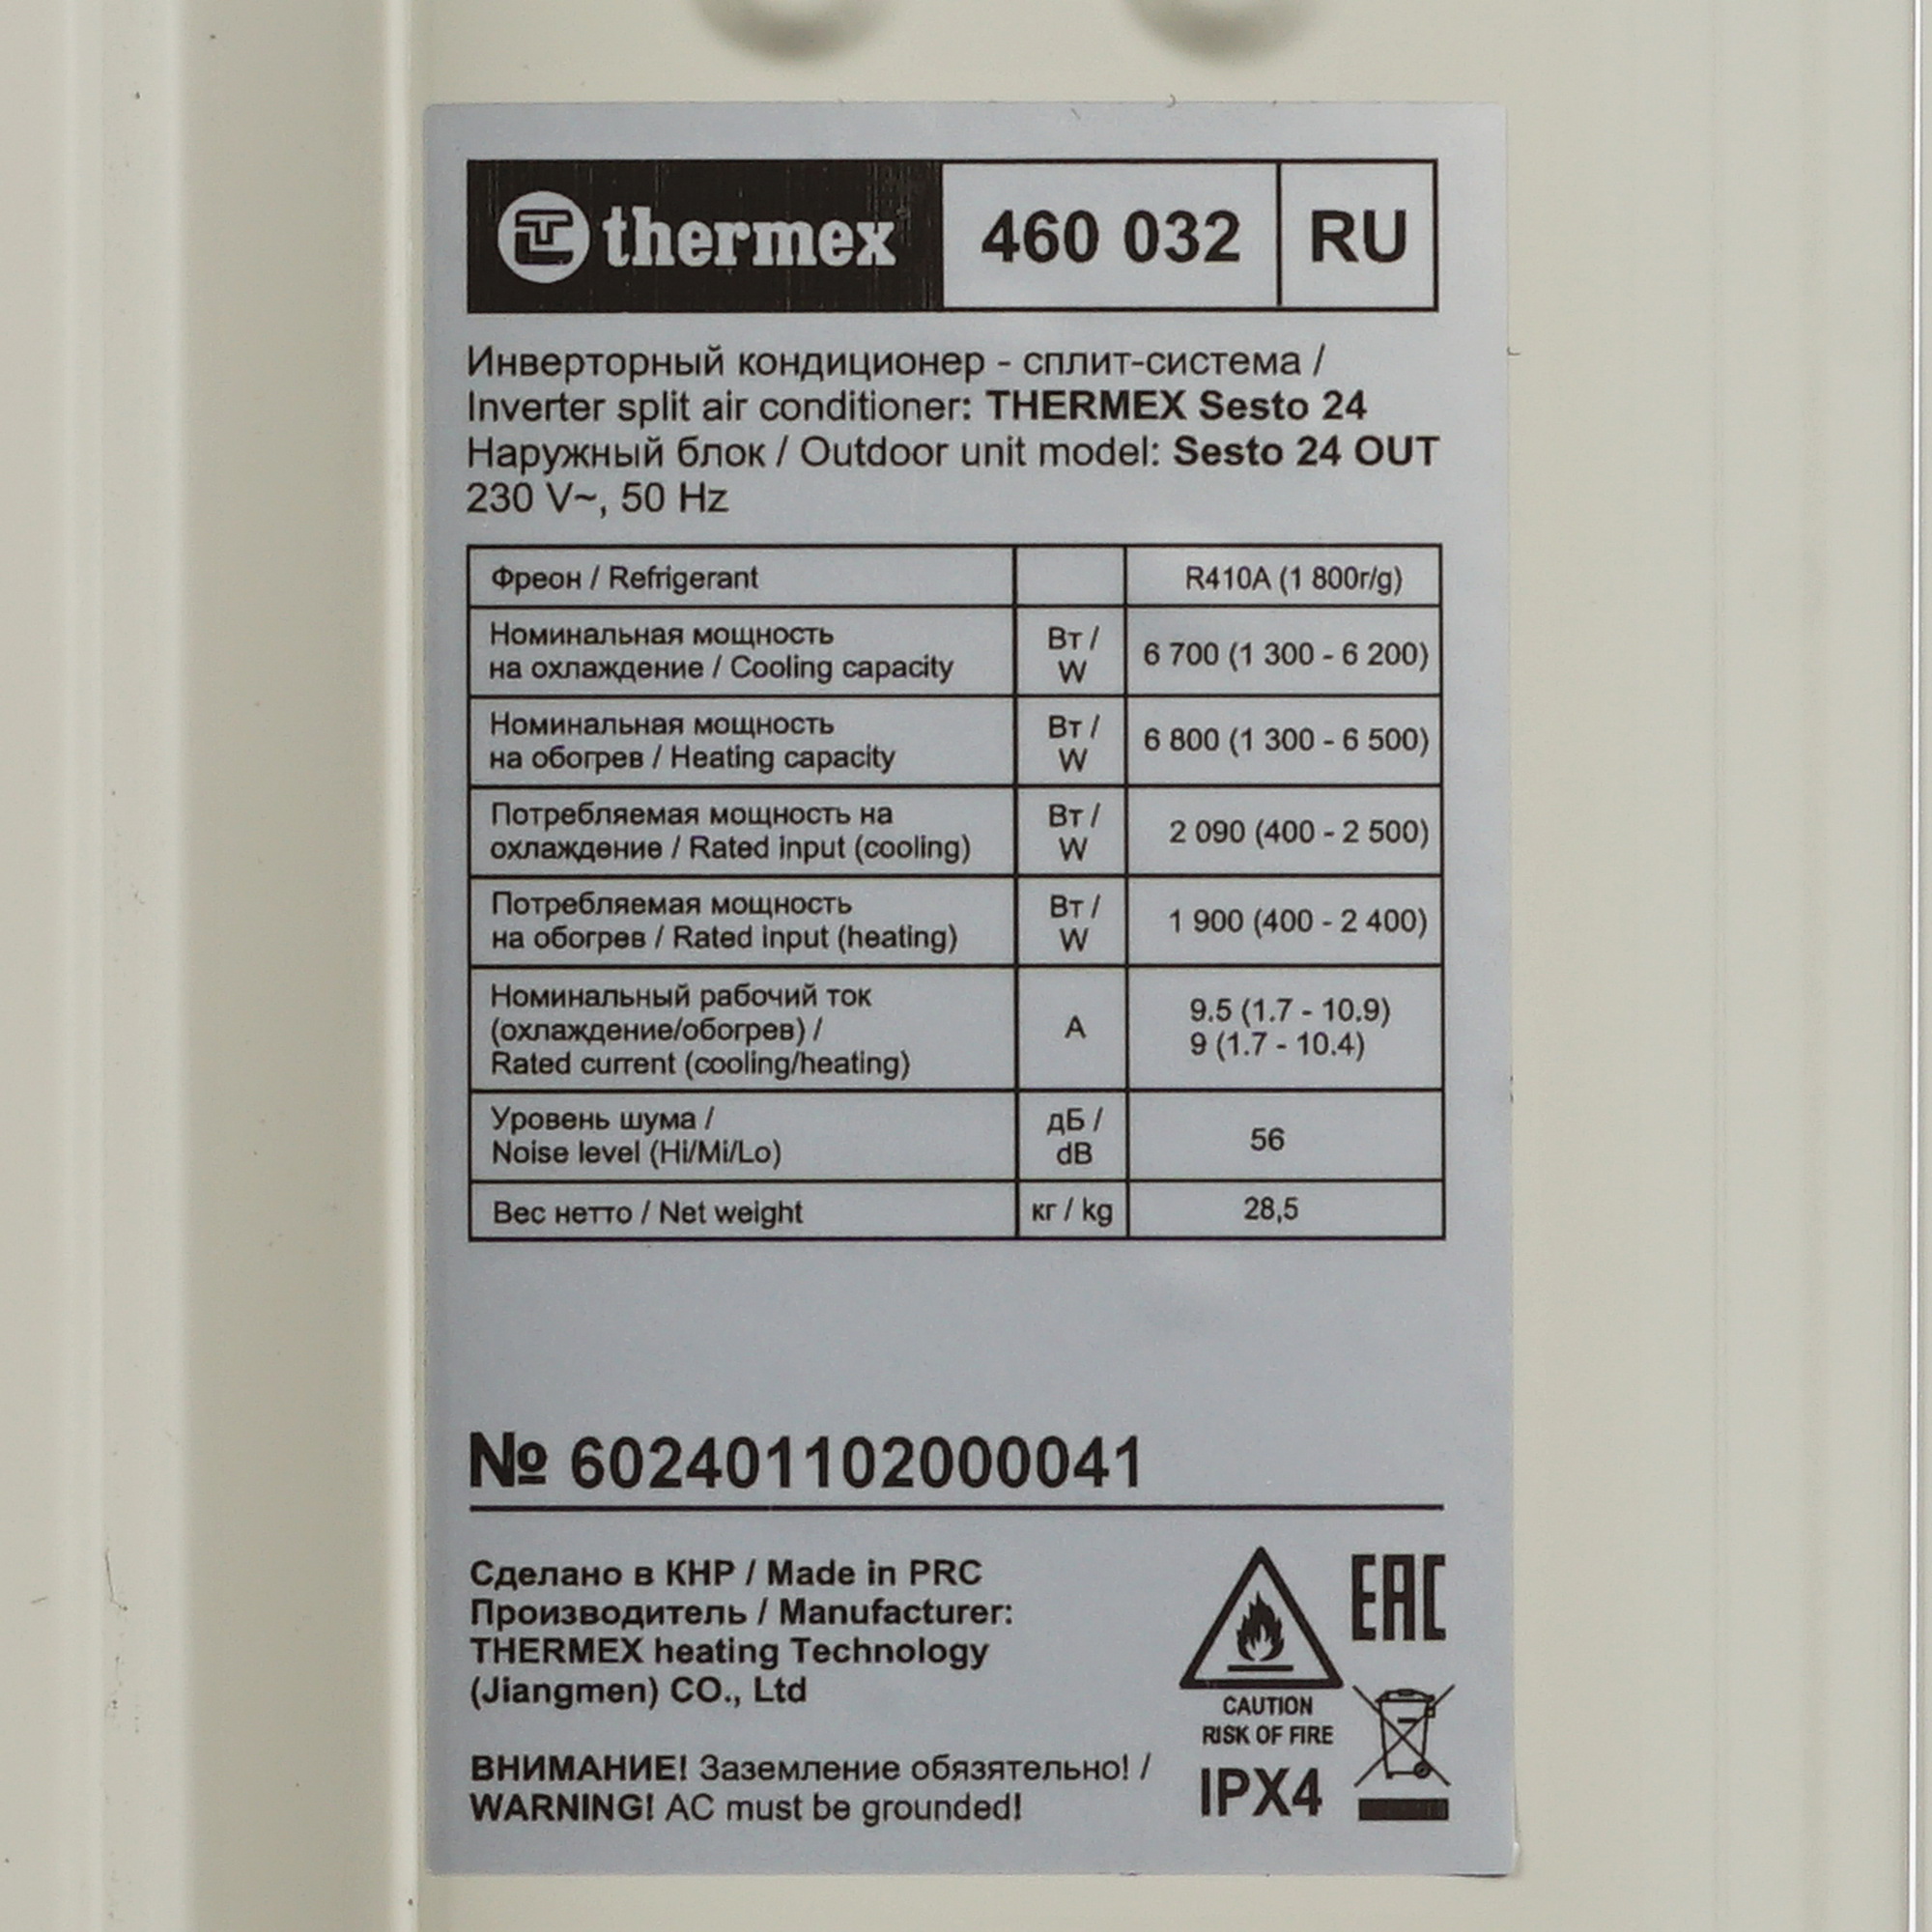 thermex 460 032 RU
Инверторный кондиционер - сплит-система /
Inverter split air conditioner: THERMEX Sesto 24
Наружный блок / Outdoor unit model: Sesto 24 OUT
230 V~, 50 Hz
Фреон / Refrigerant R410A (1 800г/g)
Номинальная мощность
на охлаждение / Cooling capacity
Вт /
W
6 700 (1 300 - 6 200)
Номинальная мощность
на обогрев / Heating capacity
Вт /
W
6 800 (1 300 - 6 500)
Потребляемая мощность на
охлаждение / Rated input (cooling)
Вт /
W
2 090 (400 - 2 500)
Потребляемая мощность
на обогрев / Rated input (heating)
Вт /
W
1 900 (400 - 2 400)
Номинальный рабочий ток
(охлаждение/обогрев) /
Rated current (cooling/heating)
A
9.5 (1.7 - 10.9)
9 (1.7 - 10.4)
Уровень шума /
Noise level (Hi/Mi/Lo)
дБ /
dB
56
Вес нетто / Net weight кг / kg 28,5
№ 602401102000041
Сделано в КНР / Made in PRC
Производитель / Manufacturer:
THERMEX heating Technology
(Jiangmen) CO., Ltd
ВНИМАНИЕ! Заземление обязятельно! /
WARNING! AC must be grounded!
EAC
CAUTION
RISK OF FIRE
IPX4